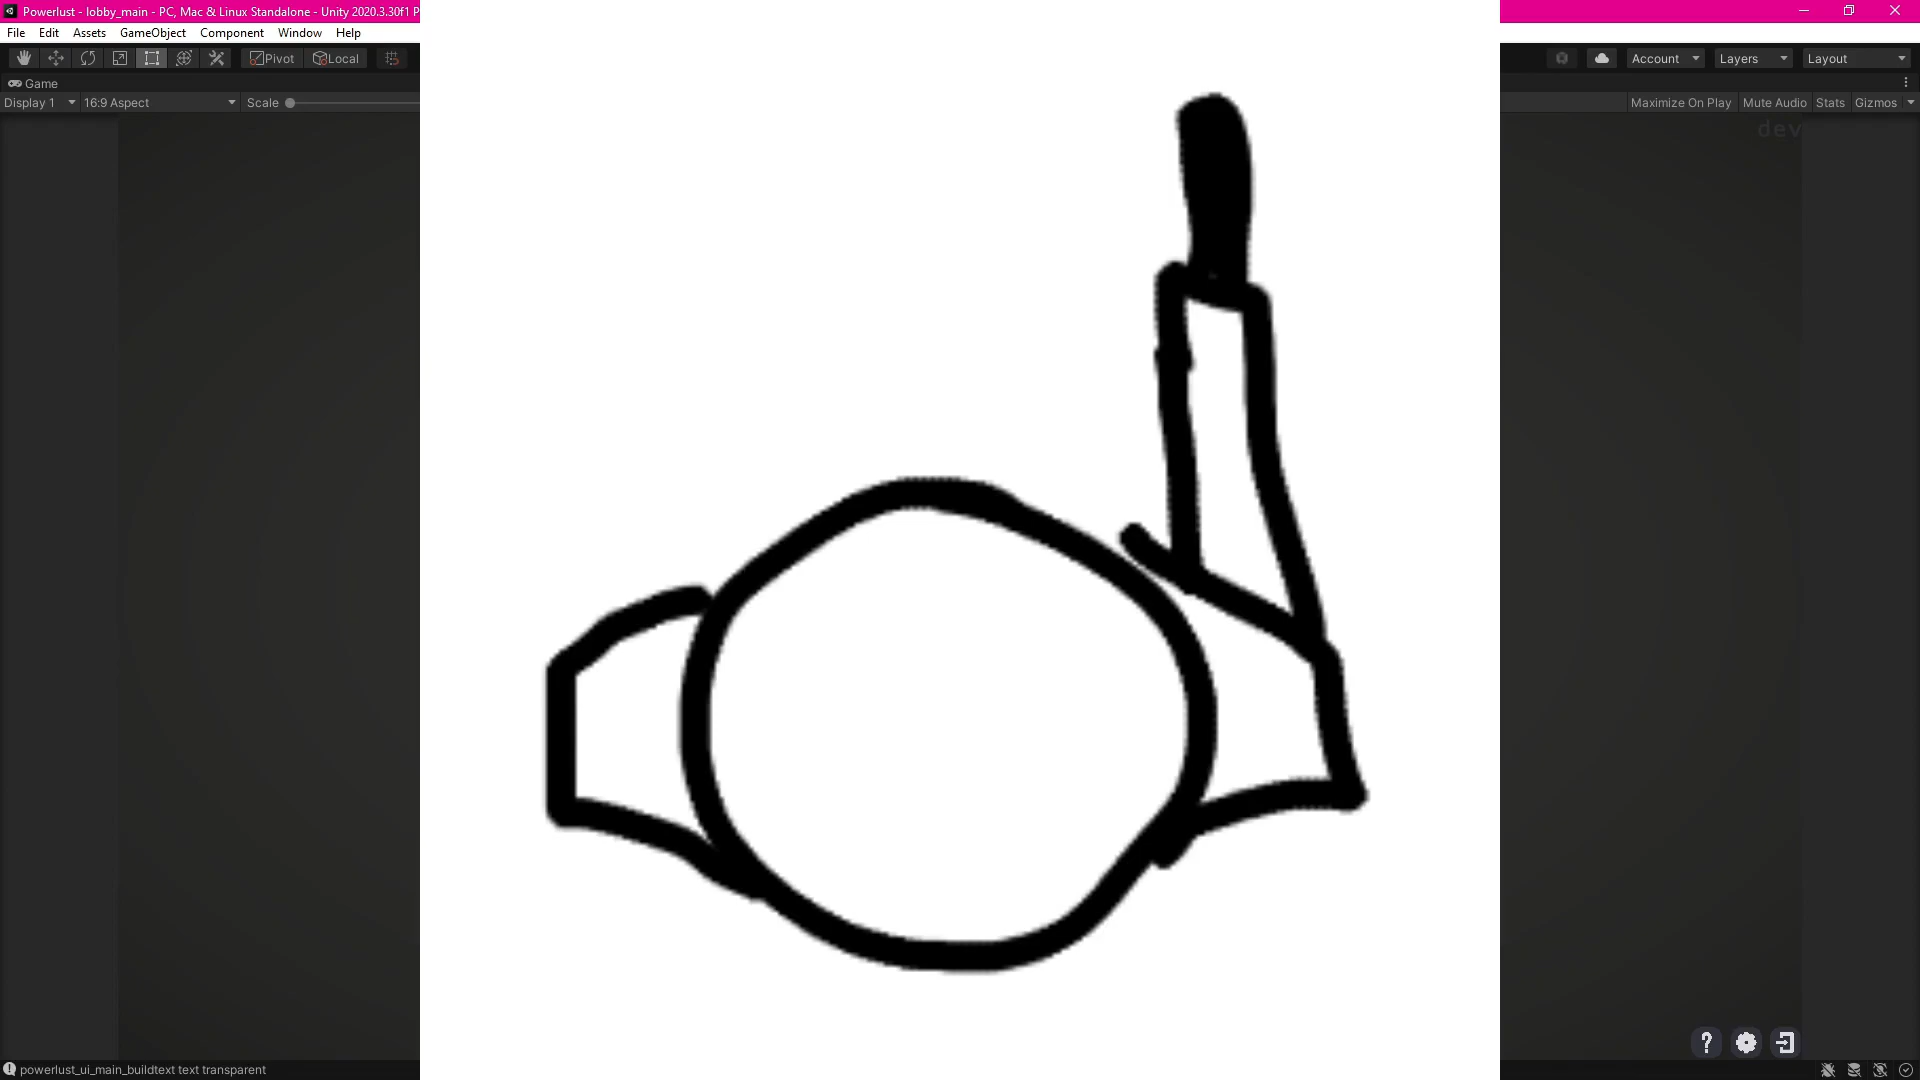 Powerlust - lobby_main - PC, Mac & Linux Standalone - Unity 2020.3.30f1 P
File Edit Assets GameObject Component Window Help
Pivot Local Account Layers Layout
Game
Display 1 16:9 Aspect Scale Maximize On Play Mute Audio Stats Gizmos
dev
?
powerlust_ui_main_buildtext text transparent